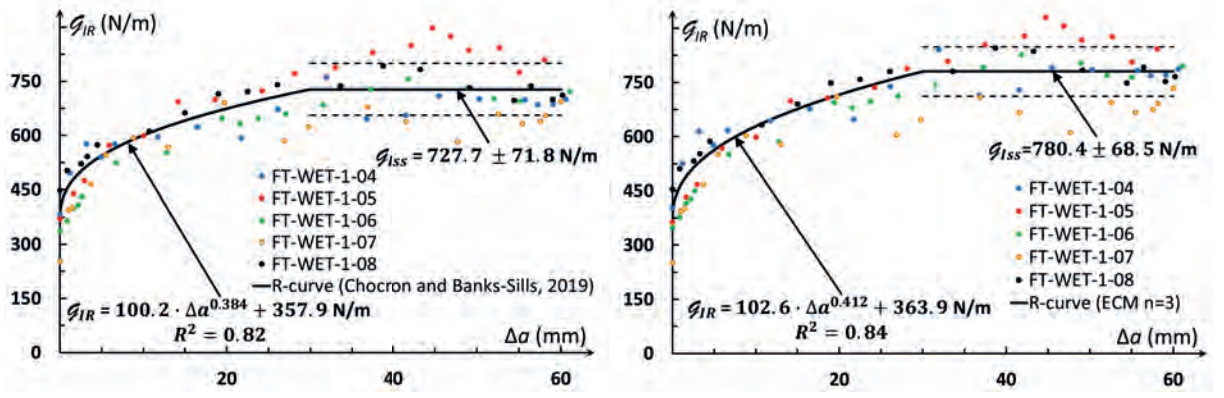 𝒢IR (N/m)
750
600
450
300
150
0
𝒢Iss = 727.7 ± 71.8 N/m
FT-WET-1-04
FT-WET-1-05
FT-WET-1-06
FT-WET-1-07
FT-WET-1-08
R-curve (Chocron and Banks-Sills, 2019)
𝒢IR = 100.2 · Δa^0.384 + 357.9 N/m
R² = 0.82
Δa (mm)
20
40
60
𝒢IR (N/m)
750
600
450
300
150
0
𝒢Iss = 780.4 ± 68.5 N/m
FT-WET-1-04
FT-WET-1-05
FT-WET-1-06
FT-WET-1-07
FT-WET-1-08
R-curve (ECM n=3)
𝒢IR = 102.6 · Δa^0.412 + 363.9 N/m
R² = 0.84
Δa (mm)
20
40
60